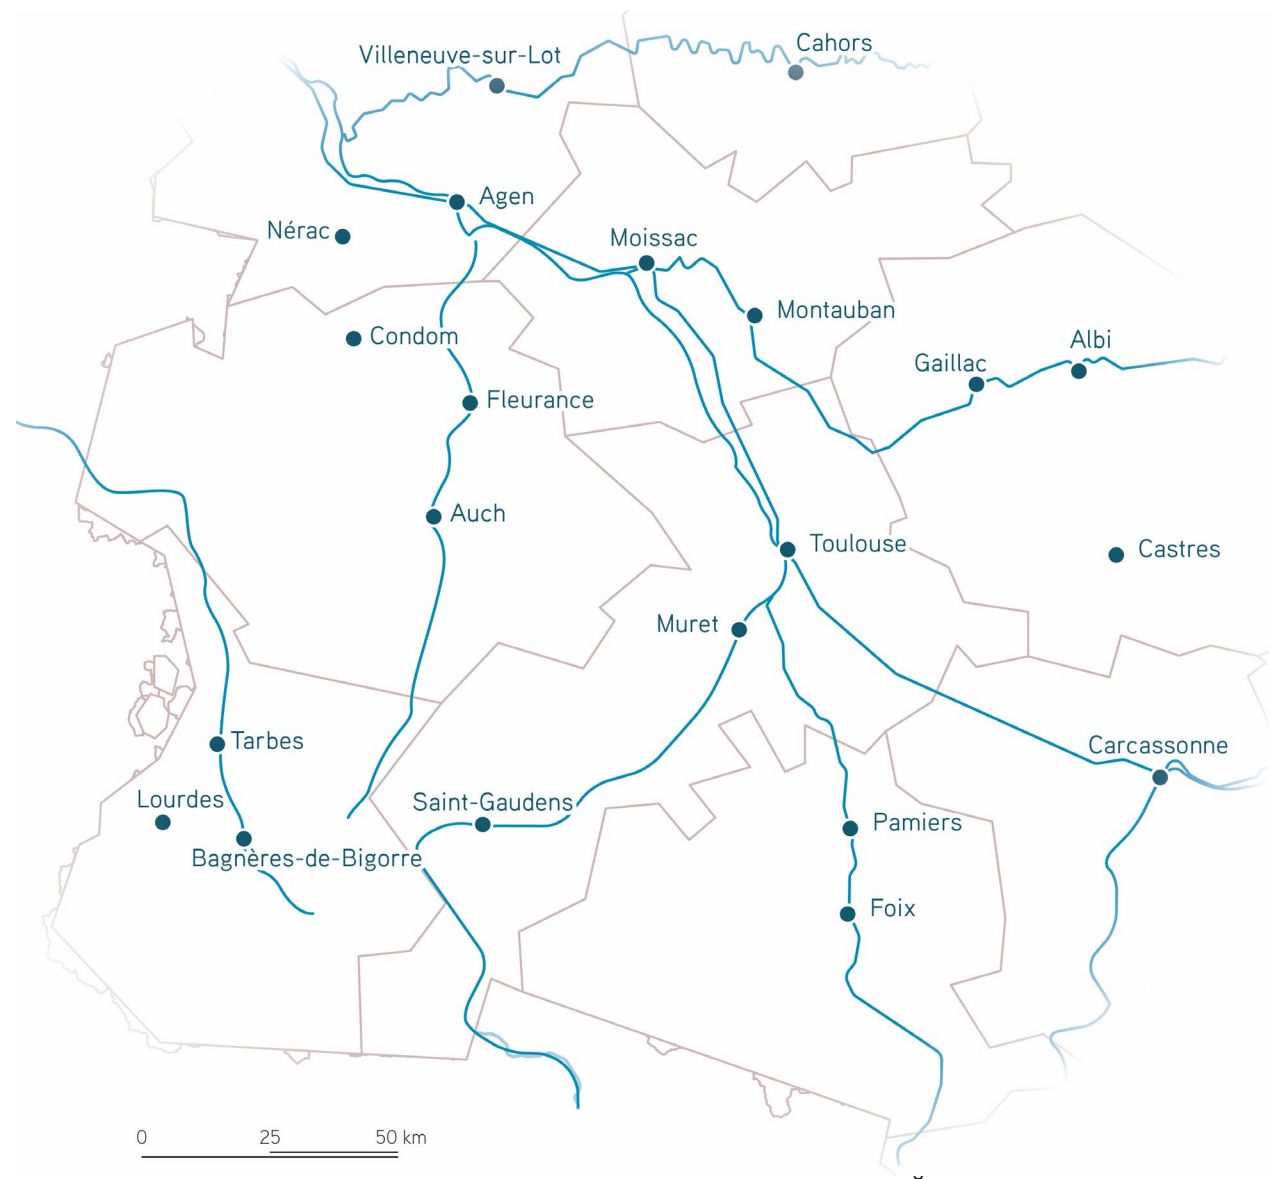 Cahors
Villeneuve-sur-Lot
Agen
Nérac
Moissac
Montauban
Condom
Albi
Gaillac
Fleurance
Auch
Toulouse
Castres
Muret
Tarbes
Carcassonne
Lourdes
Saint-Gaudens
Pamiers
Bagnères-de-Bigorre
Foix
0 25 50 km